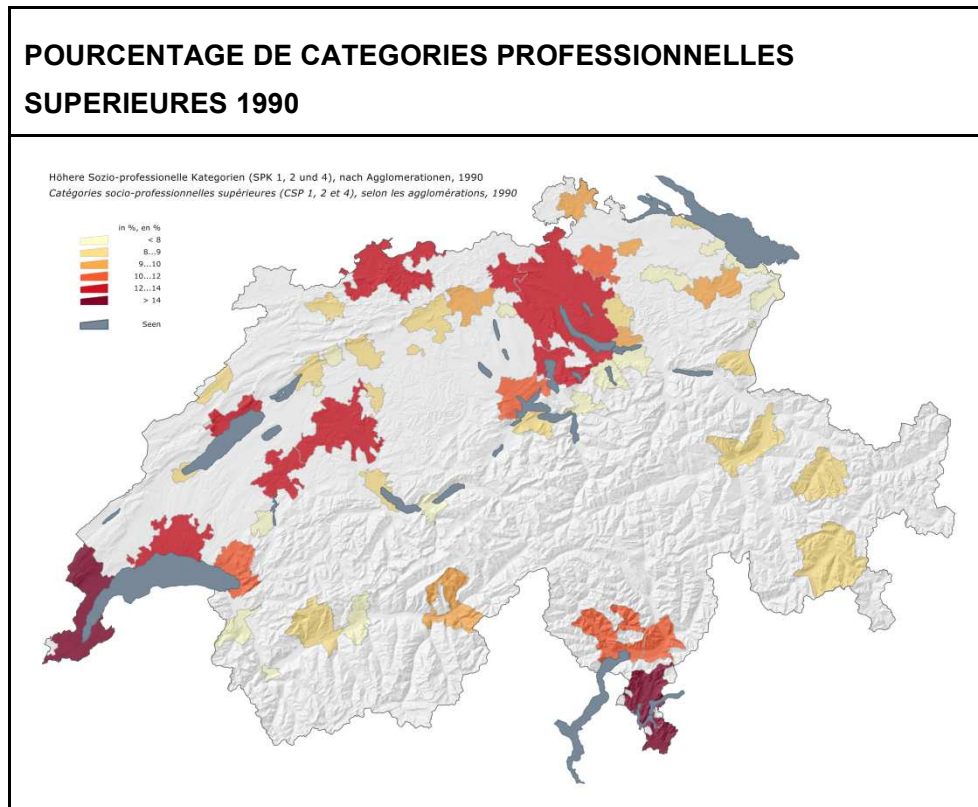 POURCENTAGE DE CATEGORIES PROFESSIONNELLES
SUPERIEURES 1990
Höhere Sozio-professionelle Kategorien (SPK 1, 2 und 4), nach Agglomerationen, 1990
Catégories socio-professionnelles supérieures (CSP 1, 2 et 4), selon les agglomérations, 1990
in %, en %
< 8
8...9
9...10
10...12
12...14
> 14
Seen